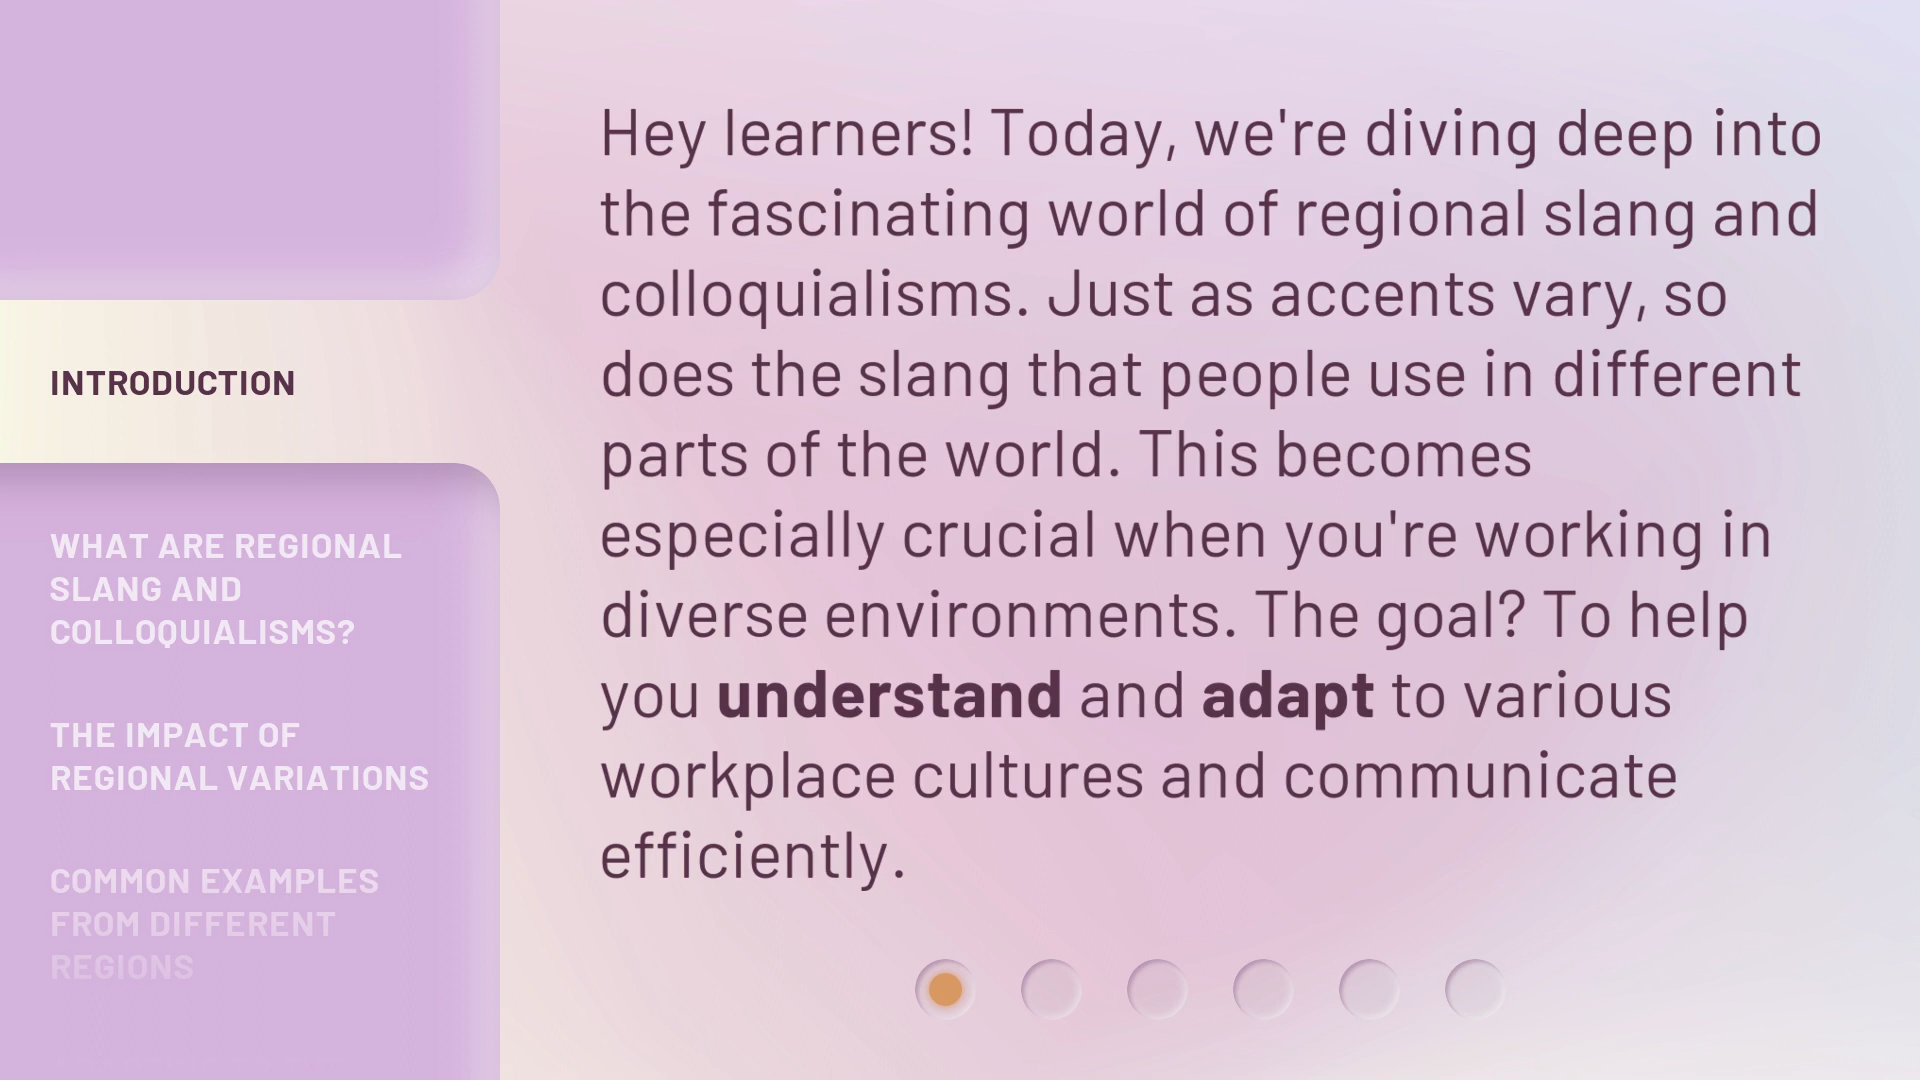 INTRODUCTION
WHAT ARE REGIONAL
SLANG AND
COLLOQUIALISMS?
THE IMPACT OF
REGIONAL VARIATIONS
COMMON EXAMPLES
FROM DIFFERENT
REGIONS
Hey learners! Today, we're diving deep into
the fascinating world of regional slang and
colloquialisms. Just as accents vary, so
does the slang that people use in different
parts of the world. This becomes
especially crucial when you're working in
diverse environments. The goal? To help
you understand and adapt to various
workplace cultures and communicate
efficiently.